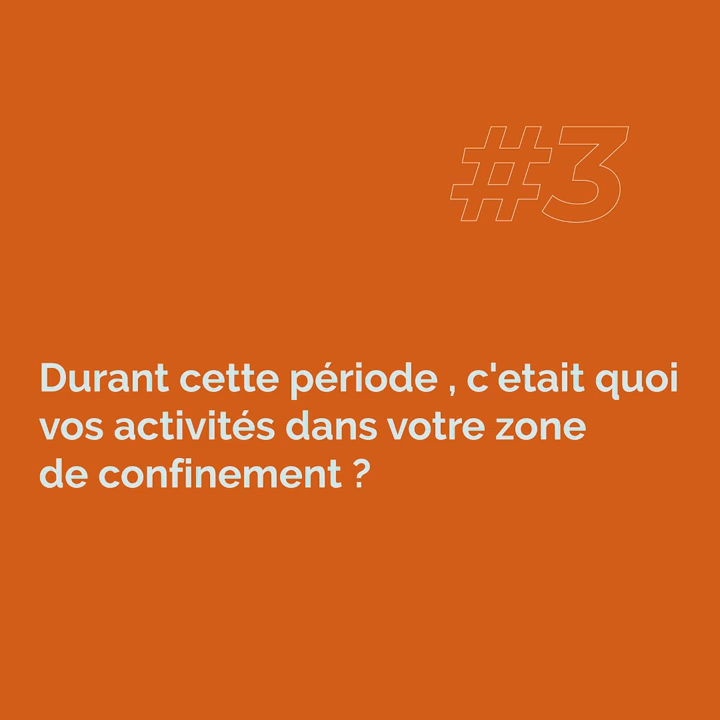 #3
Durant cette période , c'etait quoi
vos activités dans votre zone
de confinement ?